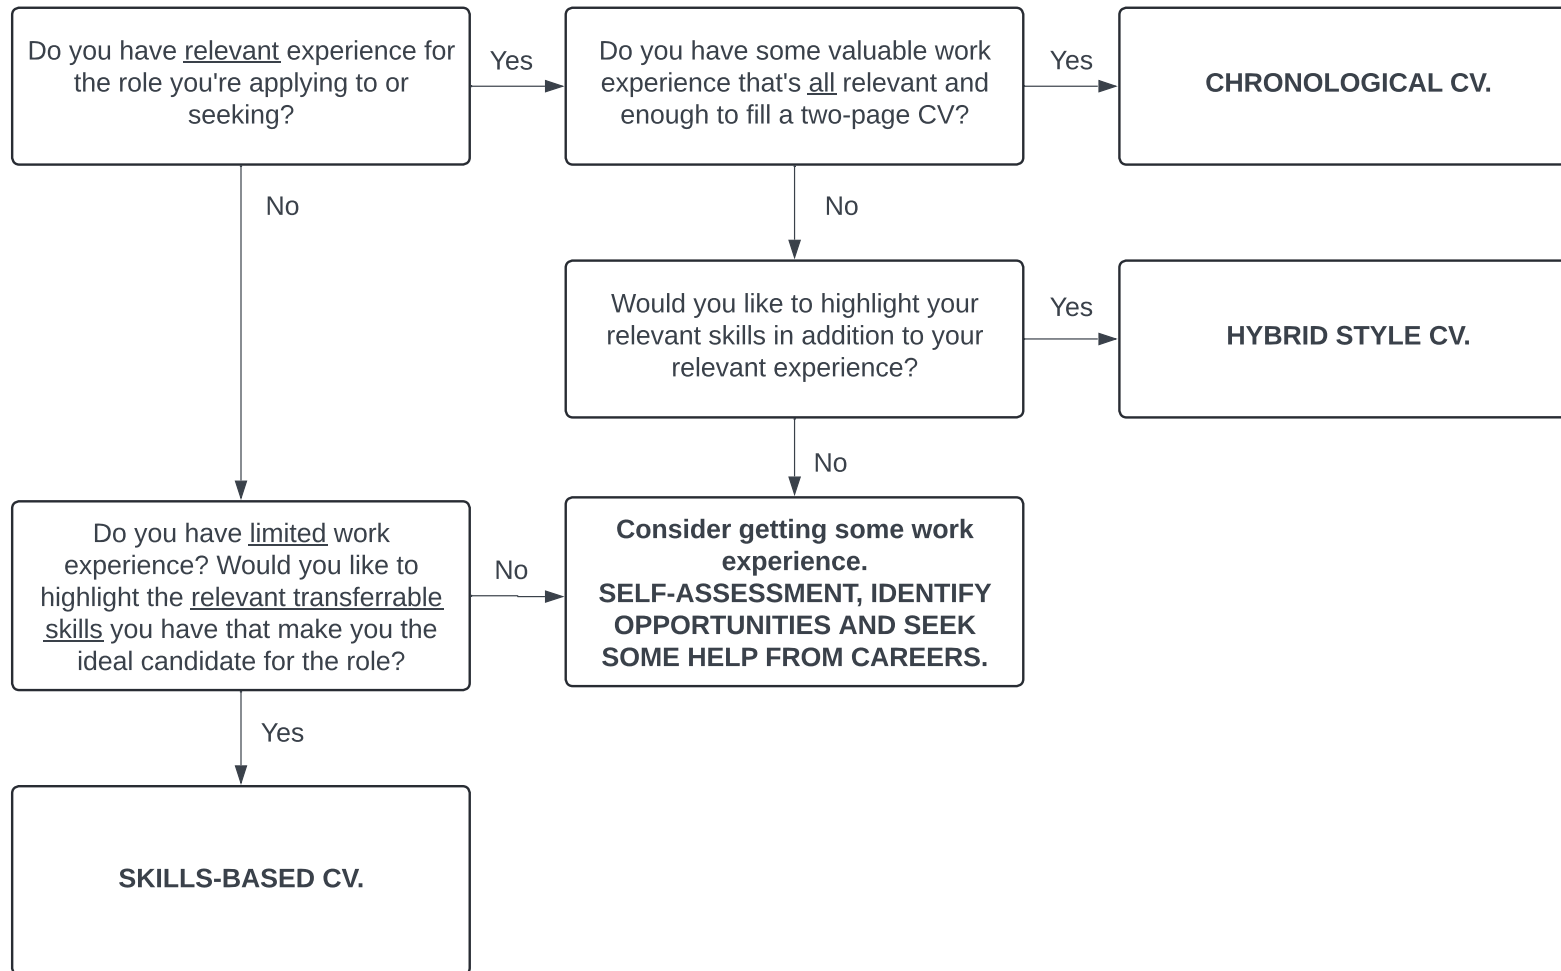 Do you have relevant experience for
the role you're applying to or
seeking?
Yes
Do you have some valuable work
experience that's all relevant and
enough to fill a two-page CV?
Yes
CHRONOLOGICAL CV.
No
No
Would you like to highlight your
relevant skills in addition to your
relevant experience?
Yes
HYBRID STYLE CV.
No
Do you have limited work
experience? Would you like to
highlight the relevant transferrable
skills you have that make you the
ideal candidate for the role?
No
Consider getting some work
experience.
SELF-ASSESSMENT, IDENTIFY
OPPORTUNITIES AND SEEK
SOME HELP FROM CAREERS.
Yes
SKILLS-BASED CV.